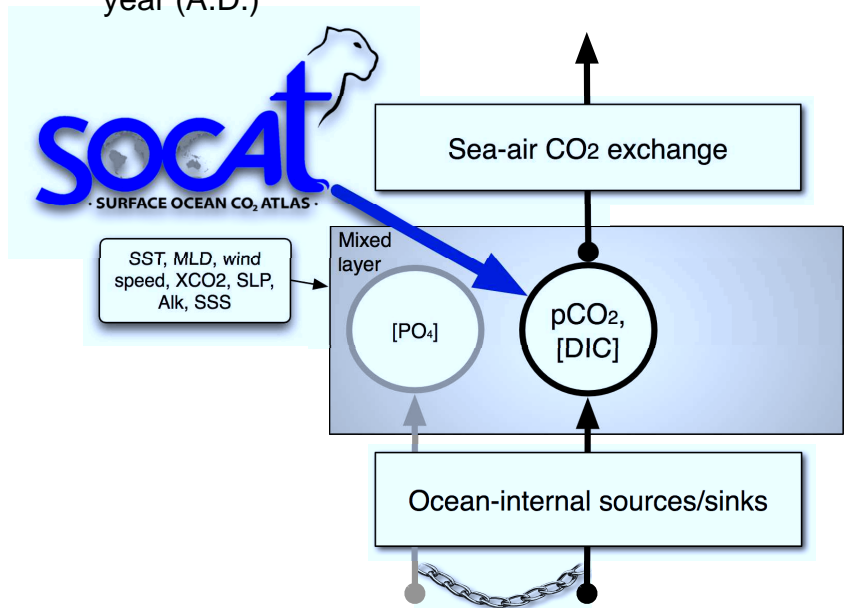 year (A.D.)
SOCAt
· SURFACE OCEAN CO₂ ATLAS ·
Sea-air CO2 exchange
Mixed
layer
SST, MLD, wind
speed, XCO2, SLP,
Alk, SSS
[PO4]
pCO2,
[DIC]
Ocean-internal sources/sinks